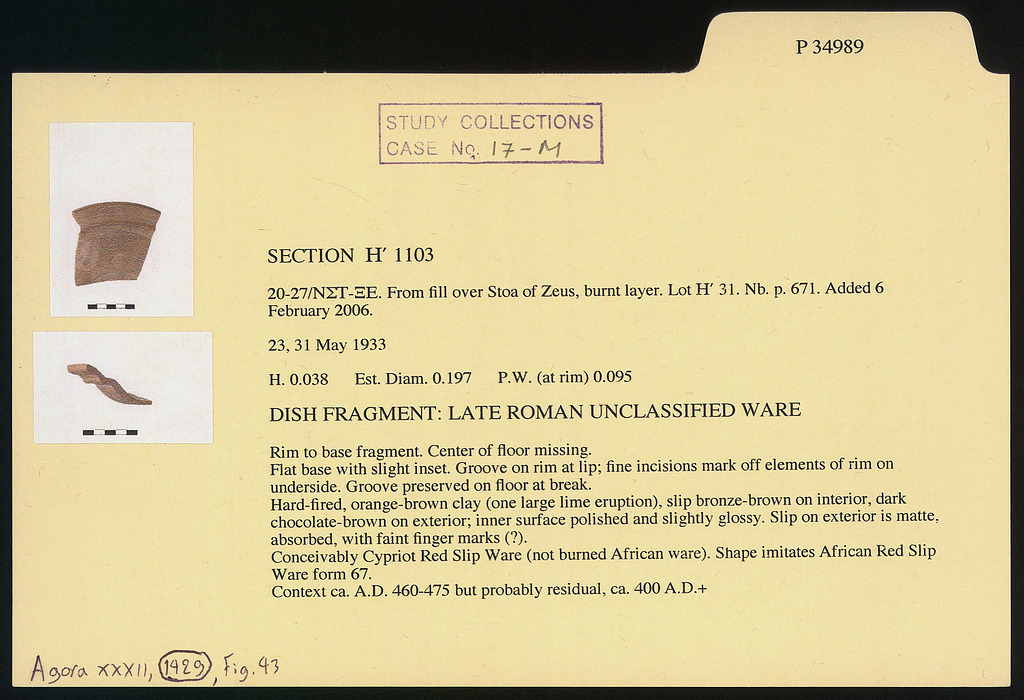 P 34989
STUDY COLLECTIONS
CASE No. 17-M
SECTION H′ 1103
20-27/ΝΣΤ-ΞΕ. From fill over Stoa of Zeus, burnt layer. Lot H′ 31. Nb. p. 671. Added 6
February 2006.
23, 31 May 1933
H. 0.038 Est. Diam. 0.197 P.W. (at rim) 0.095
DISH FRAGMENT: LATE ROMAN UNCLASSIFIED WARE
Rim to base fragment. Center of floor missing.
Flat base with slight inset. Groove on rim at lip; fine incisions mark off elements of rim on
underside. Groove preserved on floor at break.
Hard-fired, orange-brown clay (one large lime eruption), slip bronze-brown on interior, dark
chocolate-brown on exterior; inner surface polished and slightly glossy. Slip on exterior is matte,
absorbed, with faint finger marks (?).
Conceivably Cypriot Red Slip Ware (not burned African ware). Shape imitates African Red Slip
Ware form 67.
Context ca. A.D. 460-475 but probably residual, ca. 400 A.D.+
Agora XXXII, 1429, Fig. 43